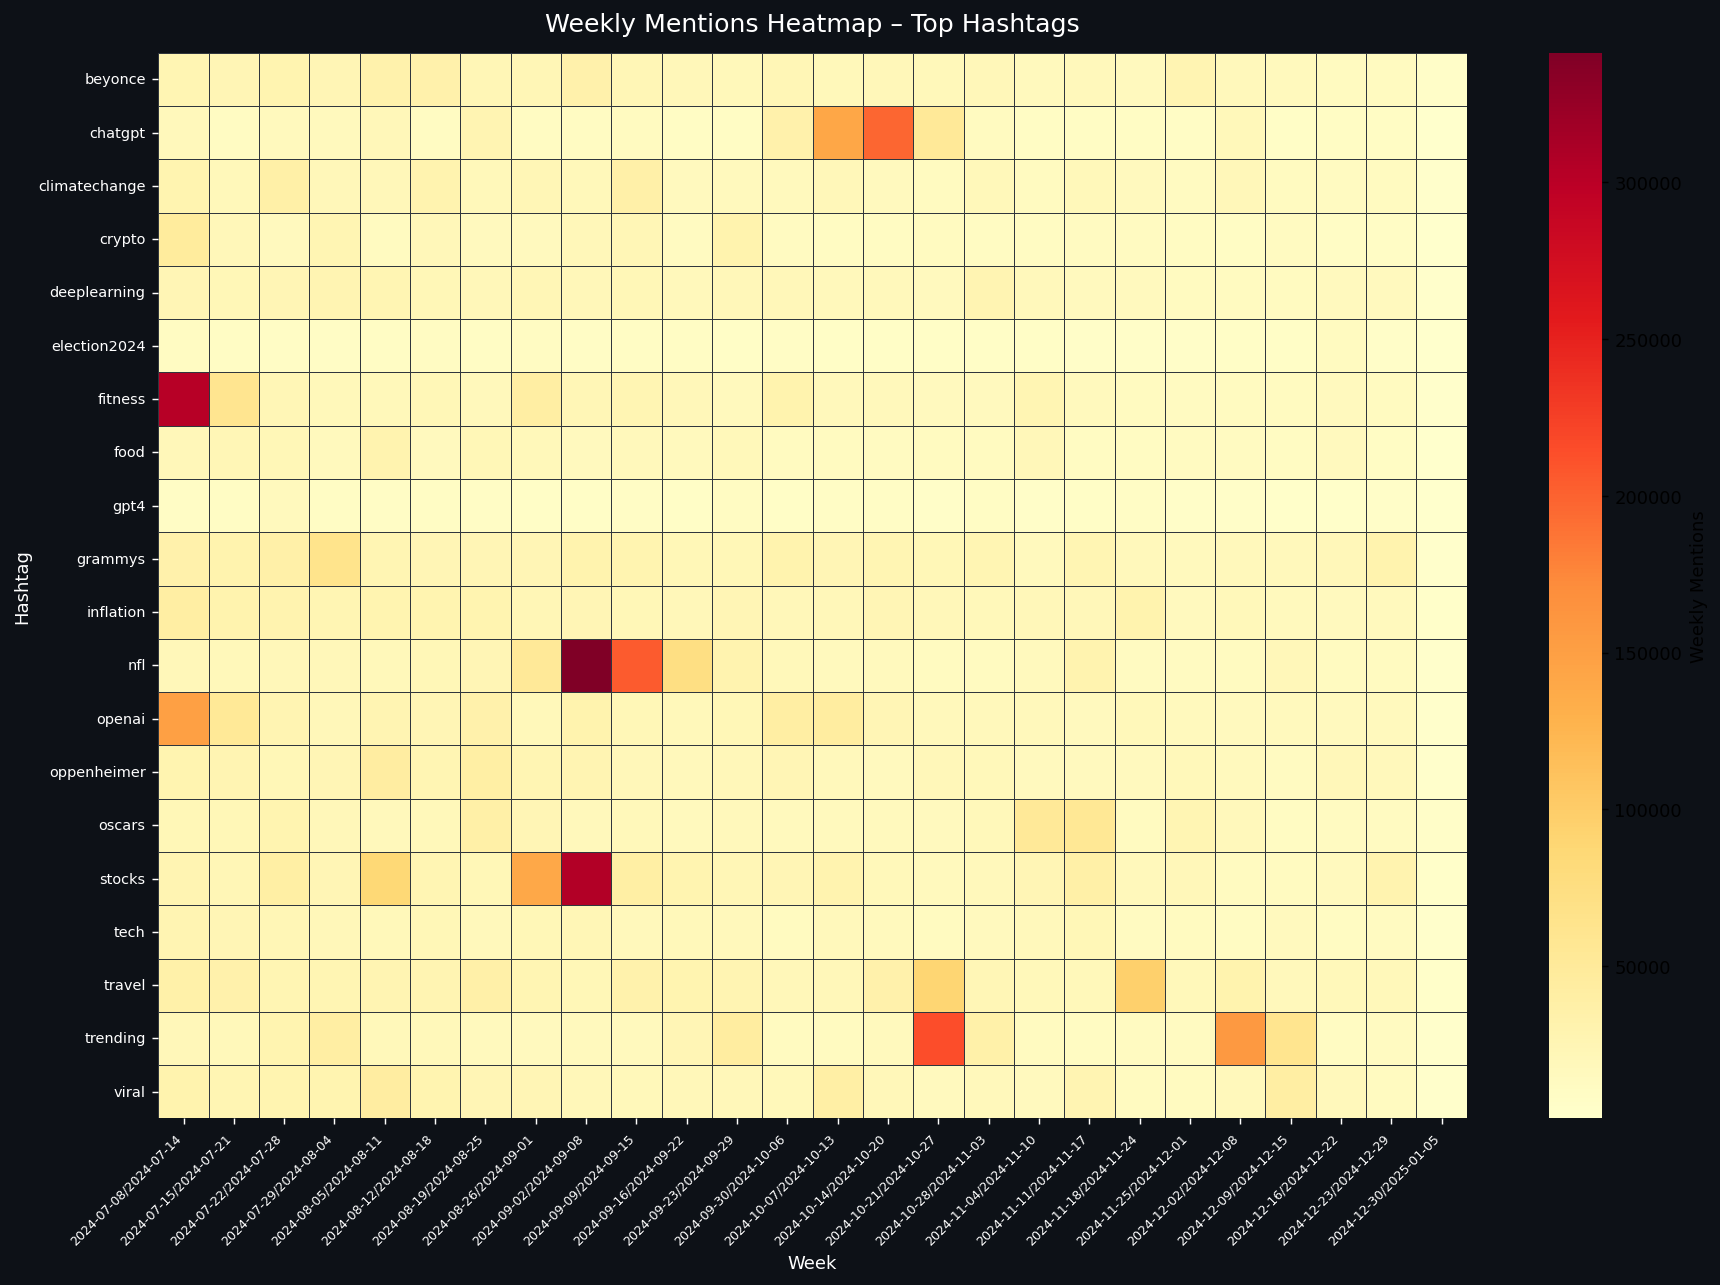 Weekly Mentions Heatmap – Top Hashtags
Hashtag
beyonce
chatgpt
climatechange
crypto
deeplearning
election2024
fitness
food
gpt4
grammys
inflation
nfl
openai
oppenheimer
oscars
stocks
tech
travel
trending
viral
300000
250000
200000
150000
100000
50000
Weekly Mentions
2024-07-08/2024-07-14
2024-07-15/2024-07-21
2024-07-22/2024-07-28
2024-07-29/2024-08-04
2024-08-05/2024-08-11
2024-08-12/2024-08-18
2024-08-19/2024-08-25
2024-08-26/2024-09-01
2024-09-02/2024-09-08
2024-09-09/2024-09-15
2024-09-16/2024-09-22
2024-09-23/2024-09-29
2024-09-30/2024-10-06
2024-10-07/2024-10-13
2024-10-14/2024-10-20
2024-10-21/2024-10-27
2024-10-28/2024-11-03
2024-11-04/2024-11-10
2024-11-11/2024-11-17
2024-11-18/2024-11-24
2024-11-25/2024-12-01
2024-12-02/2024-12-08
2024-12-09/2024-12-15
2024-12-16/2024-12-22
2024-12-23/2024-12-29
2024-12-30/2025-01-05
Week